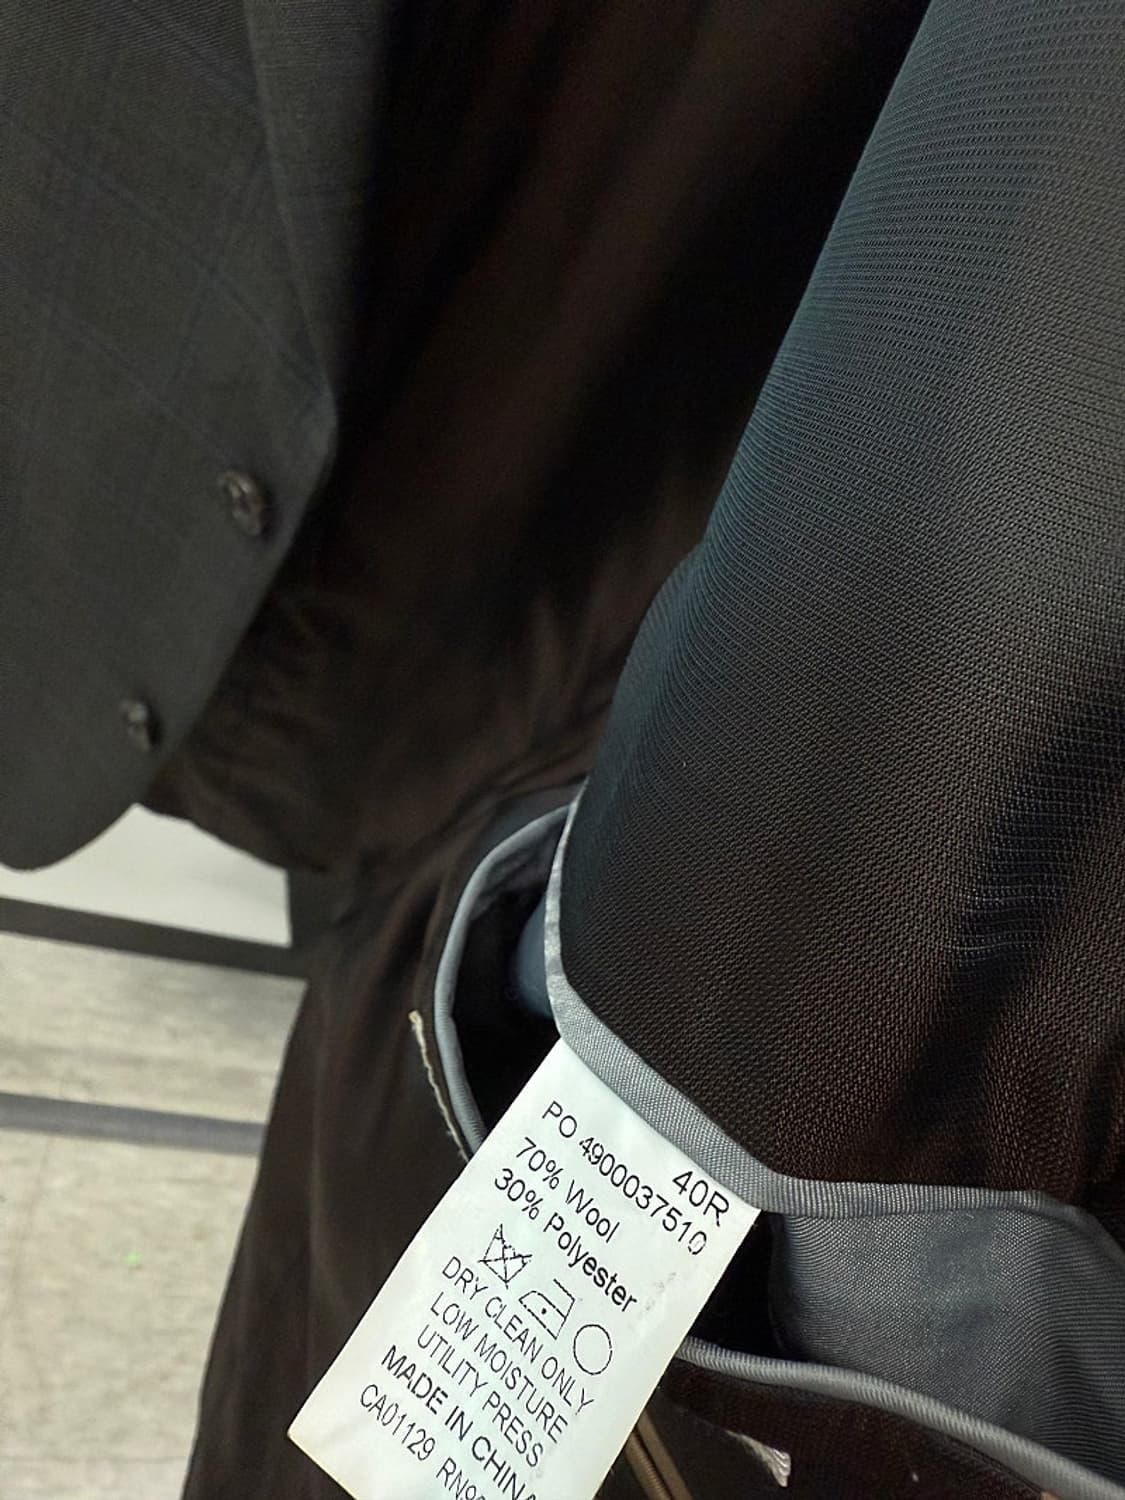 40R
PO 4900037510
70% Wool
30% Polyester
DRY CLEAN ONLY
LOW MOISTURE
UTILITY PRESS
MADE IN CHINA
CA01129